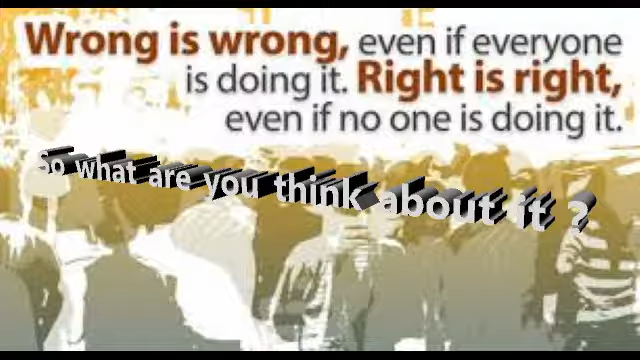 Wrong is wrong, even if everyone
is doing it. Right is right,
even if no one is doing it.
So what are you think about it ?